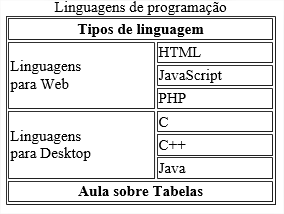 Linguagens de programação
Tipos de linguagem
Linguagens
para Web
HTML
JavaScript
PHP
Linguagens
para Desktop
C
C++
Java
Aula sobre Tabelas